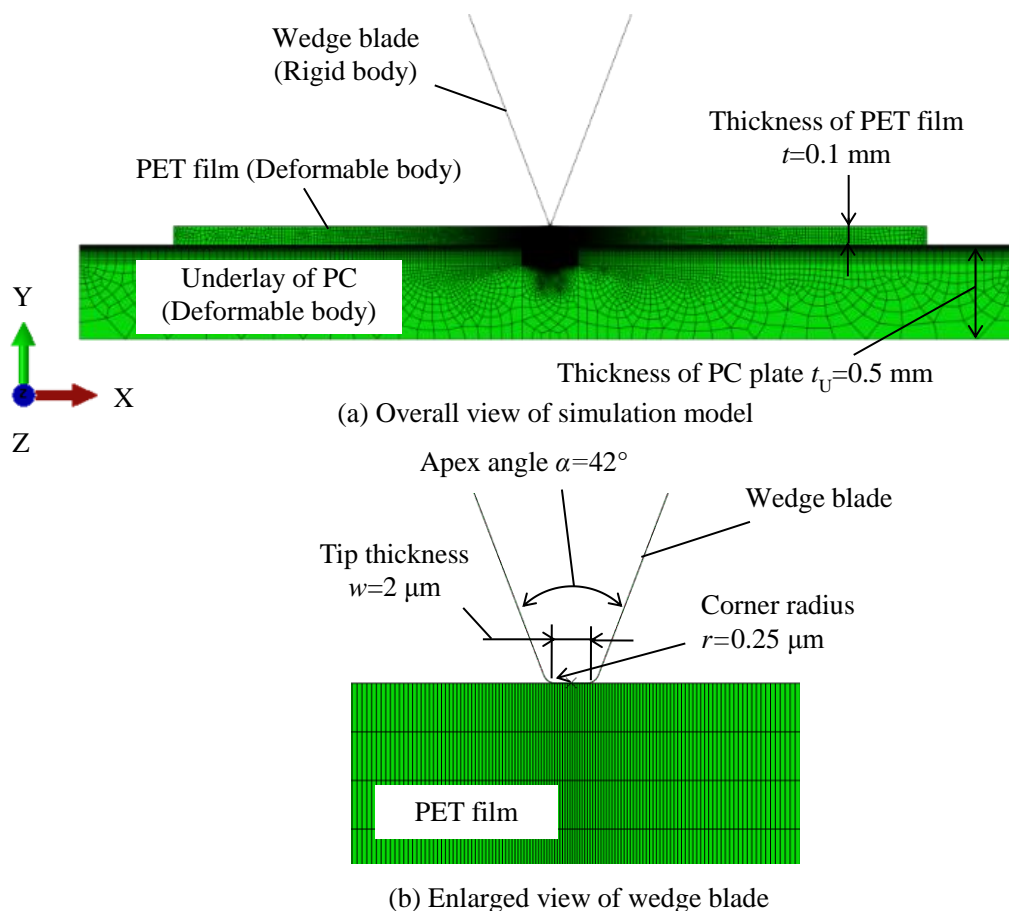 Wedge blade
(Rigid body)
Thickness of PET film
t=0.1 mm
PET film (Deformable body)
Underlay of PC
(Deformable body)
Y
X
Z
Thickness of PC plate tU=0.5 mm
(a) Overall view of simulation model
Apex angle α=42°
Wedge blade
Tip thickness
w=2 μm
Corner radius
r=0.25 μm
PET film
(b) Enlarged view of wedge blade